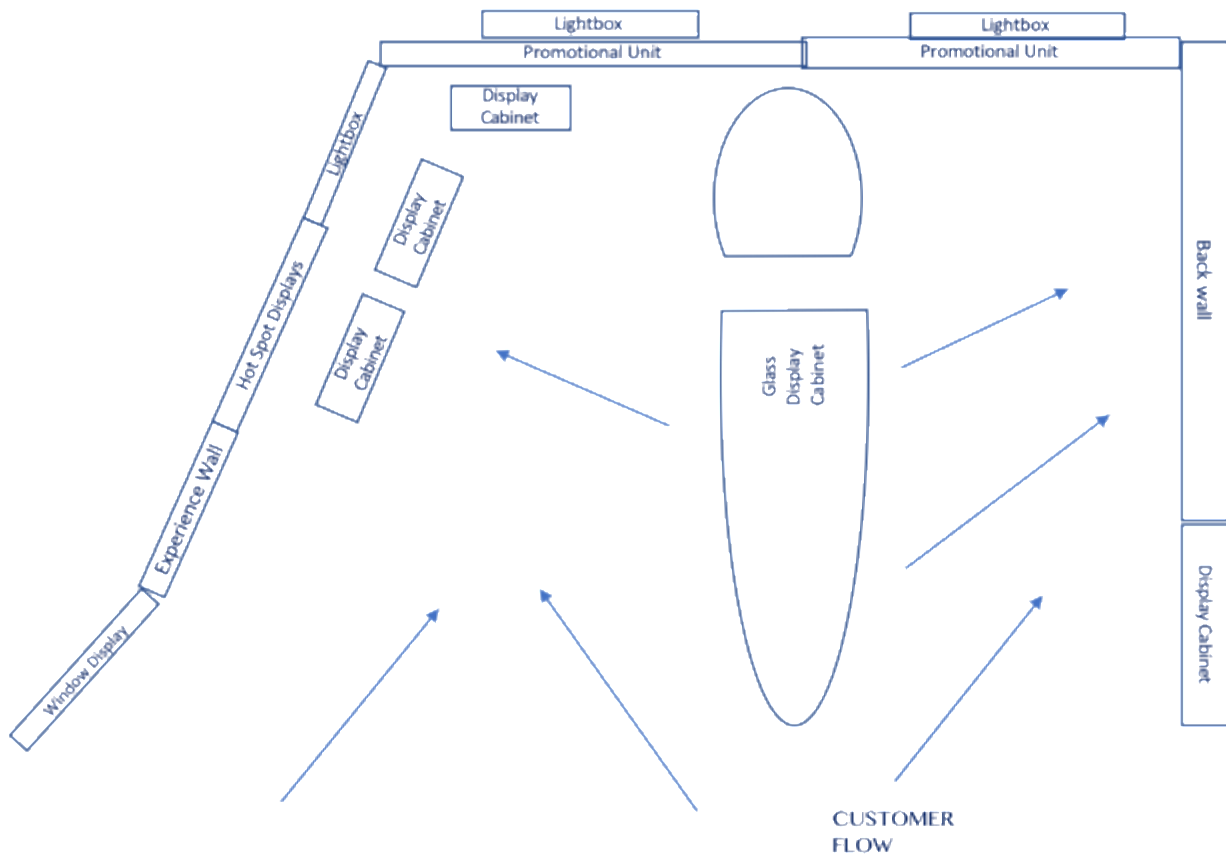 Lightbox
Lightbox
Promotional Unit
Promotional Unit
Display
Cabinet
Lightbox
Display
Cabinet
Hot Spot Displays
Display
Cabinet
Glass
Display
Cabinet
Back wall
Experience Wall
Display Cabinet
Window Display
CUSTOMER
FLOW